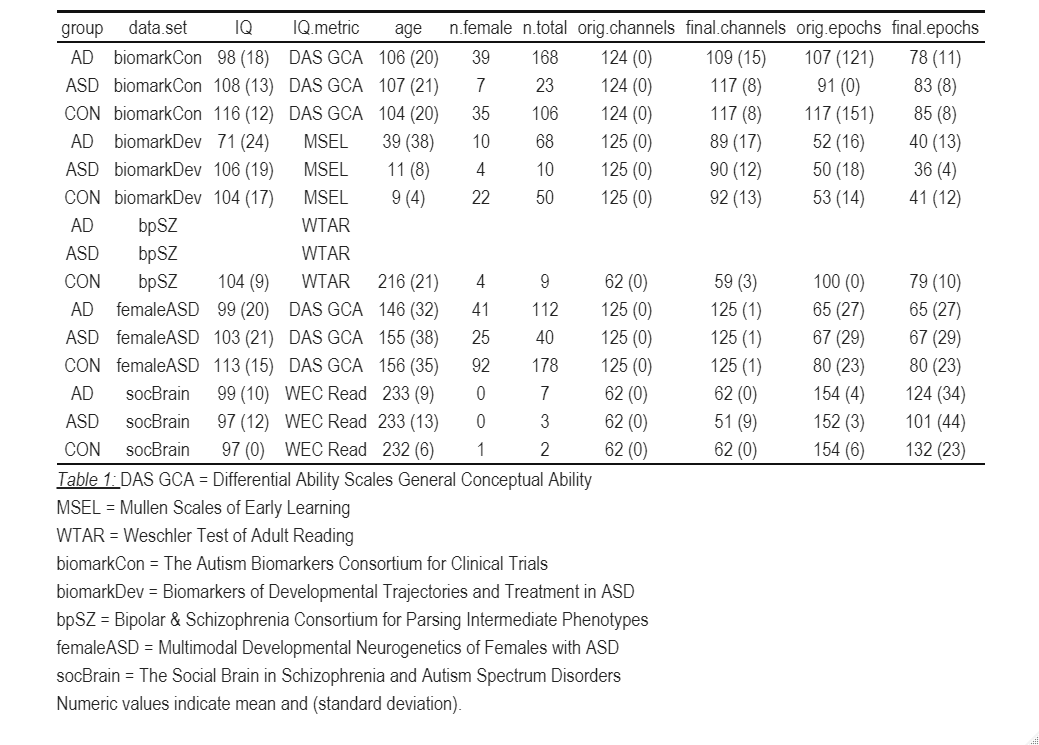 group data.set IQ IQ.metric age n.female n.total orig.channels final.channels orig.epochs final.epochs
AD biomarkCon 98 (18) DAS GCA 106 (20) 39 168 124 (0) 109 (15) 107 (121) 78 (11)
ASD biomarkCon 108 (13) DAS GCA 107 (21) 7 23 124 (0) 117 (8) 91 (0) 83 (8)
CON biomarkCon 116 (12) DAS GCA 104 (20) 35 106 124 (0) 117 (8) 117 (151) 85 (8)
AD biomarkDev 71 (24) MSEL 39 (38) 10 68 125 (0) 89 (17) 52 (16) 40 (13)
ASD biomarkDev 106 (19) MSEL 11 (8) 4 10 125 (0) 90 (12) 50 (18) 36 (4)
CON biomarkDev 104 (17) MSEL 9 (4) 22 50 125 (0) 92 (13) 53 (14) 41 (12)
AD bpSZ WTAR
ASD bpSZ WTAR
CON bpSZ 104 (9) WTAR 216 (21) 4 9 62 (0) 59 (3) 100 (0) 79 (10)
AD femaleASD 99 (20) DAS GCA 146 (32) 41 112 125 (0) 125 (1) 65 (27) 65 (27)
ASD femaleASD 103 (21) DAS GCA 155 (38) 25 40 125 (0) 125 (1) 67 (29) 67 (29)
CON femaleASD 113 (15) DAS GCA 156 (35) 92 178 125 (0) 125 (1) 80 (23) 80 (23)
AD socBrain 99 (10) WEC Read 233 (9) 0 7 62 (0) 62 (0) 154 (4) 124 (34)
ASD socBrain 97 (12) WEC Read 233 (13) 0 3 62 (0) 51 (9) 152 (3) 101 (44)
CON socBrain 97 (0) WEC Read 232 (6) 1 2 62 (0) 62 (0) 154 (6) 132 (23)
Table 1: DAS GCA = Differential Ability Scales General Conceptual Ability
MSEL = Mullen Scales of Early Learning
WTAR = Weschler Test of Adult Reading
biomarkCon = The Autism Biomarkers Consortium for Clinical Trials
biomarkDev = Biomarkers of Developmental Trajectories and Treatment in ASD
bpSZ = Bipolar & Schizophrenia Consortium for Parsing Intermediate Phenotypes
femaleASD = Multimodal Developmental Neurogenetics of Females with ASD
socBrain = The Social Brain in Schizophrenia and Autism Spectrum Disorders
Numeric values indicate mean and (standard deviation).